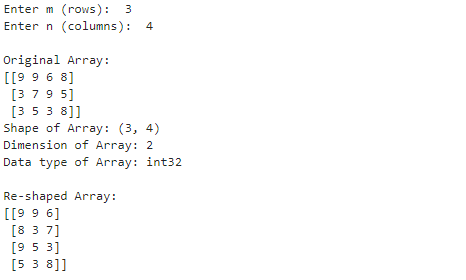 Enter m (rows):  3
Enter n (columns):  4
Original Array:
[[9 9 6 8]
 [3 7 9 5]
 [3 5 3 8]]
Shape of Array: (3, 4)
Dimension of Array: 2
Data type of Array: int32
Re-shaped Array:
[[9 9 6]
 [8 3 7]
 [9 5 3]
 [5 3 8]]